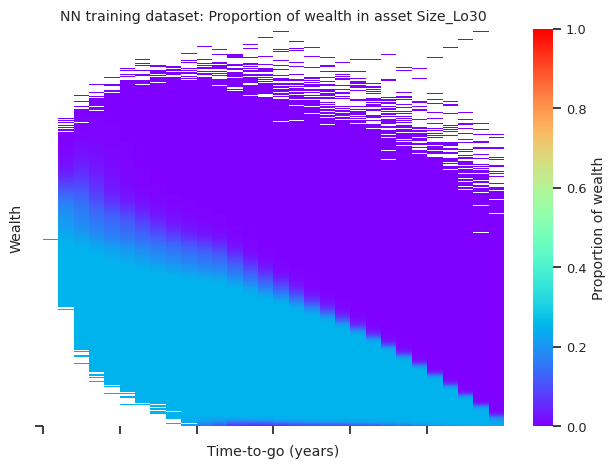 NN training dataset: Proportion of wealth in asset Size_Lo30
Wealth
Time-to-go (years)
1.0
0.8
0.6
0.4
0.2
0.0
Proportion of wealth